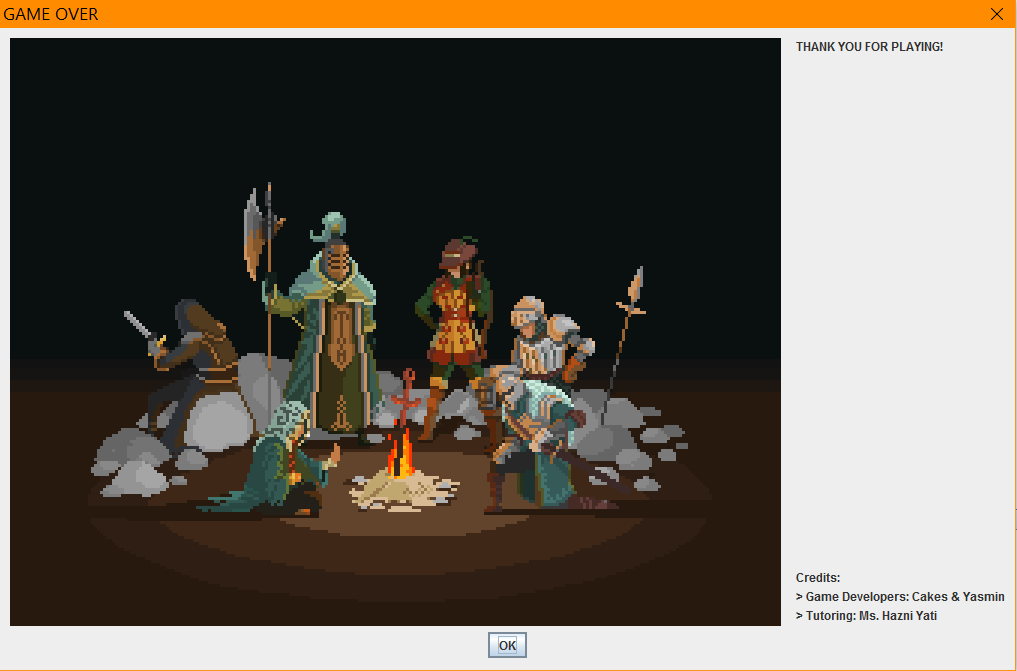 GAME OVER
THANK YOU FOR PLAYING!
Credits:
> Game Developers: Cakes & Yasmin
> Tutoring: Ms. Hazni Yati
OK